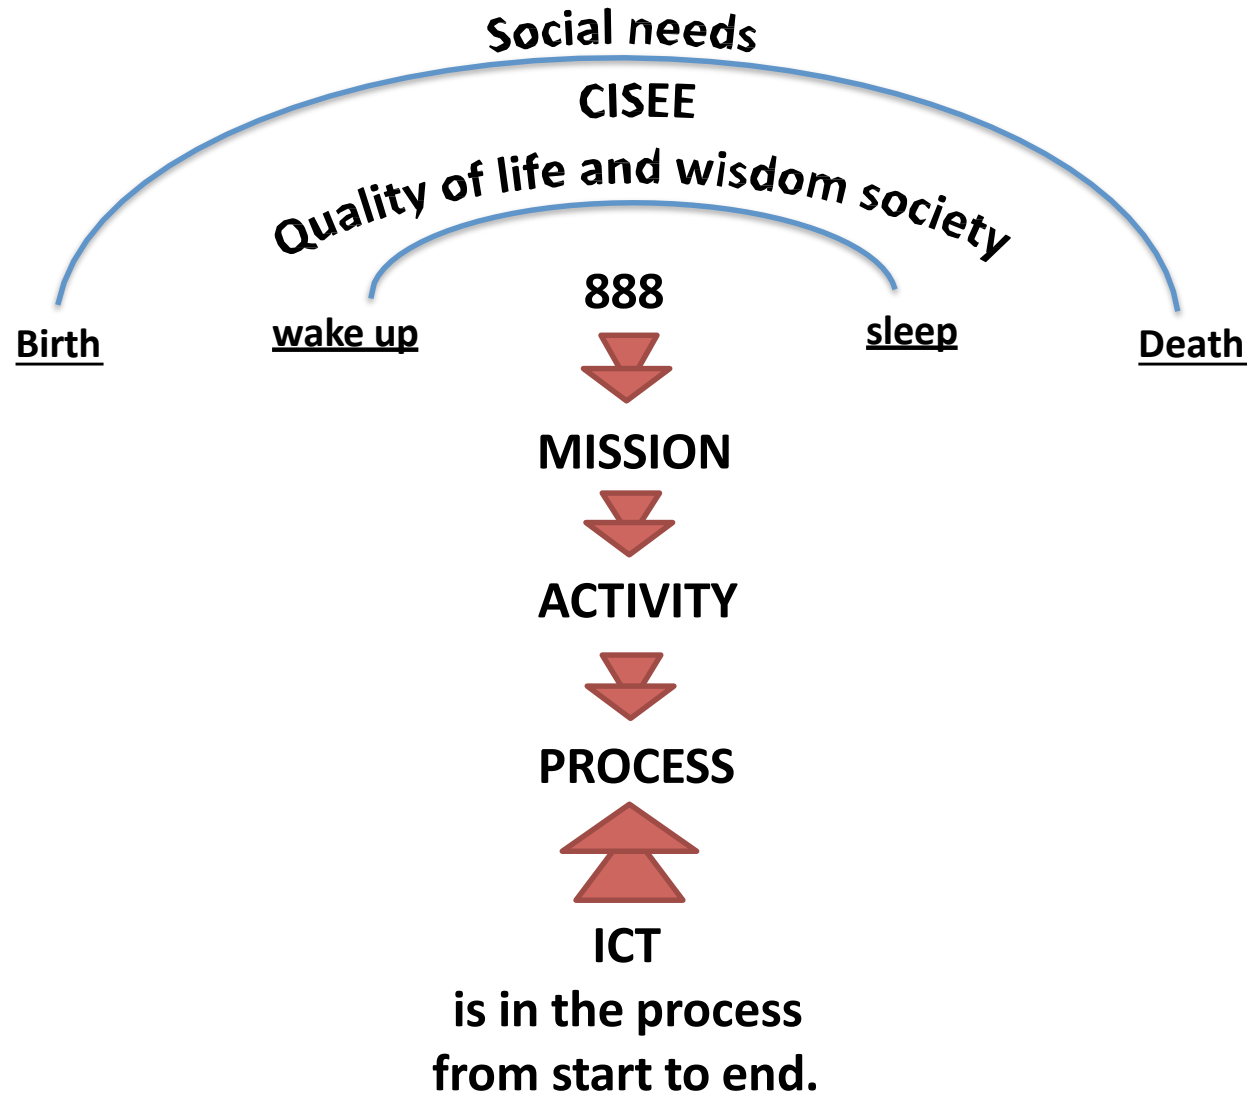 Social needs
CISEE
Quality of life and wisdom society
888
Birth
wake up
sleep
Death
MISSION
ACTIVITY
PROCESS
ICT
is in the process
from start to end.